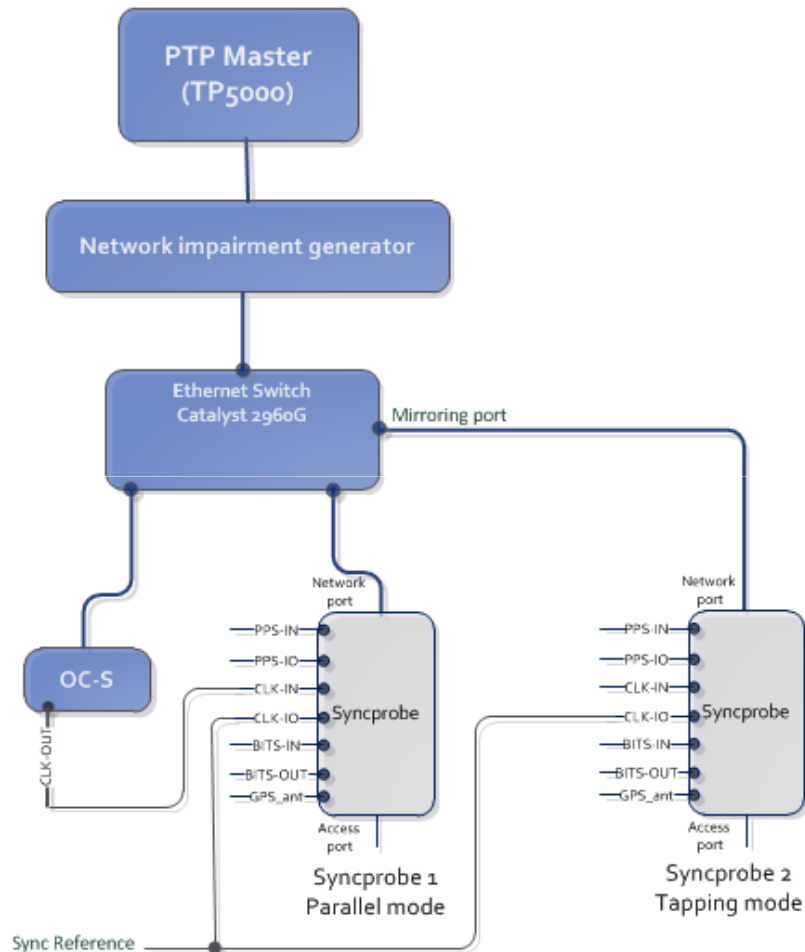 PTP Master
(TP5000)
Network impairment generator
Ethernet Switch
Catalyst 2960G
Mirroring port
Network
port
Network
port
PPS-IN
PPS-IO
CLK-IN
CLK-IO
BITS-IN
BITS-OUT
GPS_ant
Syncprobe
PPS-IN
PPS-IO
CLK-IN
CLK-IO
BITS-IN
BITS-OUT
GPS_ant
Syncprobe
OC-S
CLK-OUT
Access
port
Access
port
Syncprobe 1
Parallel mode
Syncprobe 2
Tapping mode
Sync Reference